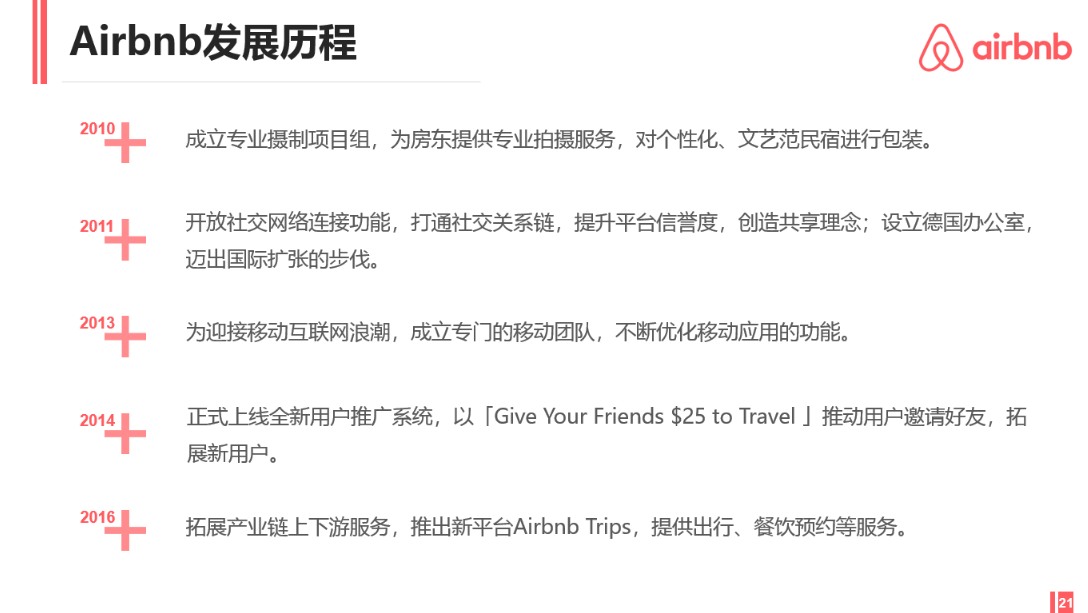 Airbnb发展历程
airbnb
2010
成立专业摄制项目组，为房东提供专业拍摄服务，对个性化、文艺范民宿进行包装。
2011
开放社交网络连接功能，打通社交关系链，提升平台信誉度，创造共享理念；设立德国办公室，
迈出国际扩张的步伐。
2013
为迎接移动互联网浪潮，成立专门的移动团队，不断优化移动应用的功能。
2014
正式上线全新用户推广系统，以「Give Your Friends $25 to Travel 」推动用户邀请好友，拓
展新用户。
2016
拓展产业链上下游服务，推出新平台Airbnb Trips，提供出行、餐饮预约等服务。
21